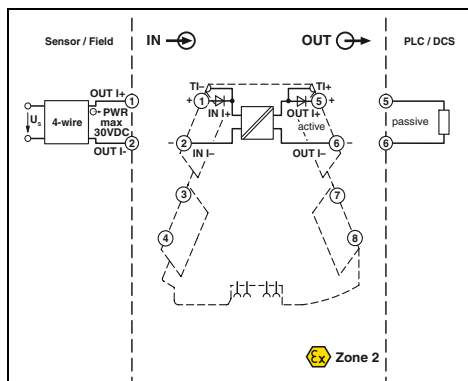 Sensor / Field
IN
OUT
PLC / DCS
OUT I+
TI–
TI+
1
1
5
5
+
+
IN I+
OUT I+
PWR
max
30VDC
Us
4-wire
active
passive
OUT I-
2
–
2
IN I–
OUT I–
6
–
6
3
7
4
8
Ex
Zone 2